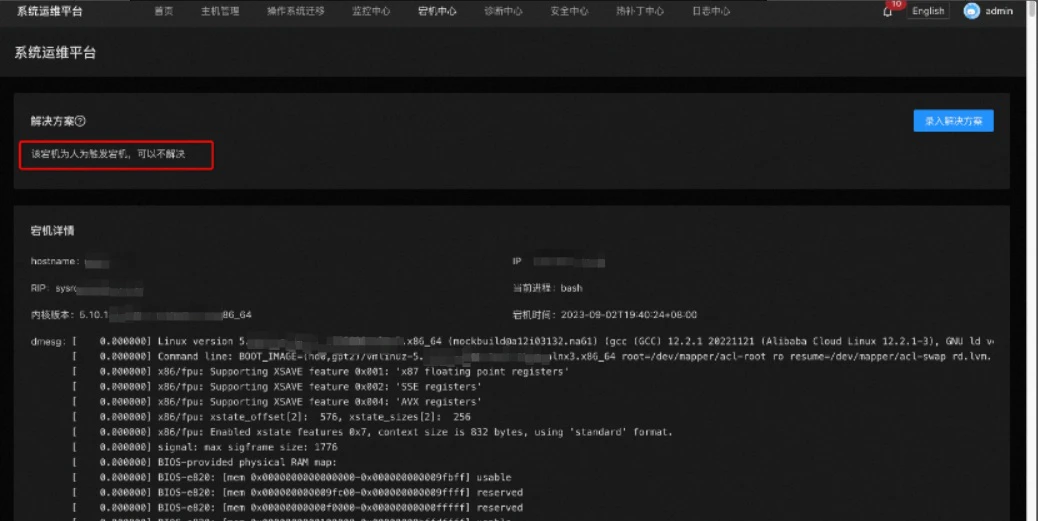 系统运维平台 首页 主机管理 操作系统迁移 监控中心 宕机中心 诊断中心 安全中心 热补丁中心 日志中心 10 English admin
系统运维平台
解决方案 录入解决方案
该宕机为人为触发宕机，可以不解决
宕机详情
hostname: IP
RIP: sysrc 当前进程: bash
内核版本: 5.10.1 86_64 宕机时间: 2023-09-02T19:40:24+08:00
dmesg: [ 0.000000] Linux version 5. .x86_64 (mockbuild@a12i03132.na61) (gcc (GCC) 12.2.1 20221121 (Alibaba Cloud Linux 12.2.1-3), GNU ld v
[ 0.000000] Command line: BOOT_IMAGE=(hd0,gpt2)/vmlinuz-5. alnx3.x86_64 root=/dev/mapper/acl-root ro resume=/dev/mapper/acl-swap rd.lvm.
[ 0.000000] x86/fpu: Supporting XSAVE feature 0x001: 'x87 floating point registers'
[ 0.000000] x86/fpu: Supporting XSAVE feature 0x002: 'SSE registers'
[ 0.000000] x86/fpu: Supporting XSAVE feature 0x004: 'AVX registers'
[ 0.000000] x86/fpu: xstate_offset[2]: 576, xstate_sizes[2]: 256
[ 0.000000] x86/fpu: Enabled xstate features 0x7, context size is 832 bytes, using 'standard' format.
[ 0.000000] signal: max sigframe size: 1776
[ 0.000000] BIOS-provided physical RAM map:
[ 0.000000] BIOS-e820: [mem 0x0000000000000000-0x000000000009fbff] usable
[ 0.000000] BIOS-e820: [mem 0x000000000009fc00-0x000000000009ffff] reserved
[ 0.000000] BIOS-e820: [mem 0x00000000000f0000-0x00000000000fffff] reserved